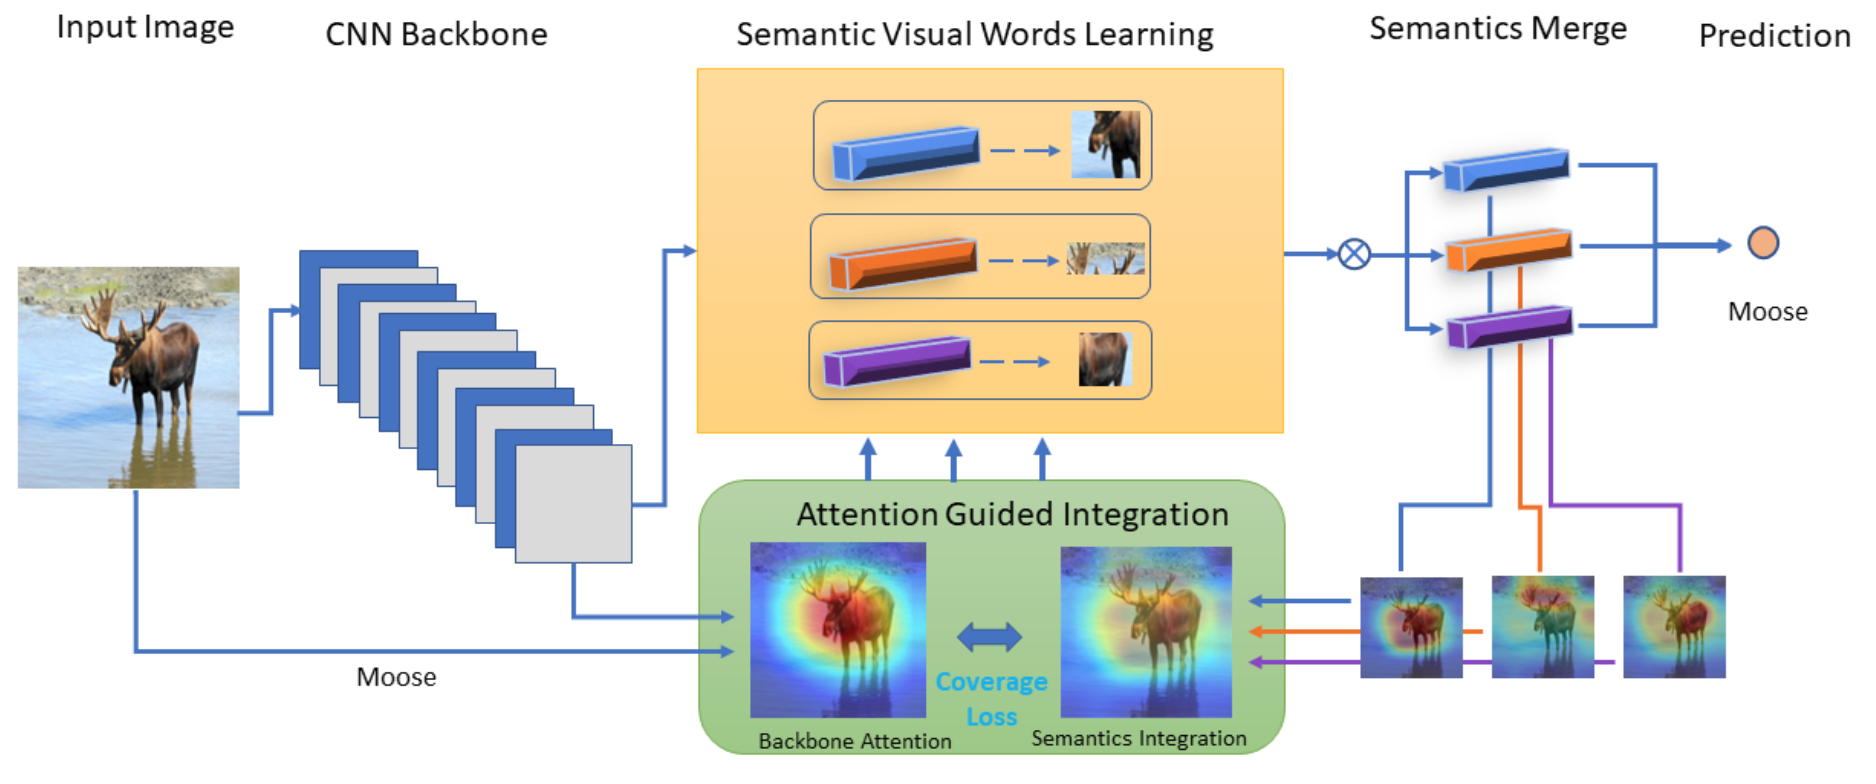 Input Image
CNN Backbone
Semantic Visual Words Learning
Semantics Merge
Prediction
Moose
Attention Guided Integration
Coverage
Loss
Moose
Backbone Attention
Semantics Integration